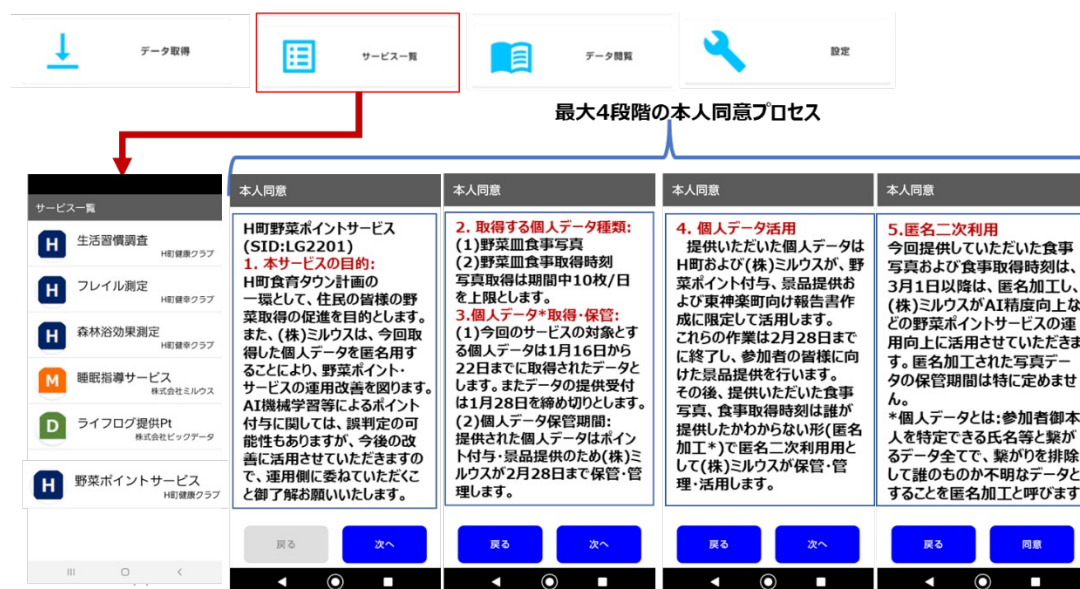 データ取得
サービス一覧
データ閲覧
設定
最大4段階の本人同意プロセス
サービス一覧
H
生活習慣調査
H町健康クラブ
H
フレイル測定
H町健幸クラブ
H
森林浴効果測定
H町健幸クラブ
M
睡眠指導サービス
株式会社ミルウス
D
ライフログ提供Pt
株式会社ビックデータ
H
野菜ポイントサービス
H町健康クラブ
本人同意
H町野菜ポイントサービス
(SID:LG2201)
1. 本サービスの目的:
H町食育タウン計画の
一環として、住民の皆様の野
菜取得の促進を目的とします。
また、(株)ミルウスは、今回取
得した個人データを匿名用す
ることにより、野菜ポイント・
サービスの運用改善を図ります。
AI機械学習等によるポイント
付与に関しては、誤判定の可
能性もありますが、今後の改
善に活用させていただきますの
で、運用側に委ねていただくこ
と御了解お願いいたします。
戻る
次へ
本人同意
2. 取得する個人データ種類:
(1)野菜皿食事写真
(2)野菜皿食事取得時刻
写真取得は期間中10枚/日
を上限とします。
3.個人データ*取得・保管:
(1)今回のサービスの対象とす
る個人データは1月16日から
22日までに取得されたデータと
します。またデータの提供受付
は1月28日を締め切りとします。
(2)個人データ保管期間:
提供された個人データはポイン
ト付与・景品提供のため(株)ミ
ルウスが2月28日まで保管・管
理します。
戻る
次へ
本人同意
4. 個人データ活用
提供いただいた個人データは
H町および(株)ミルウスが、野
菜ポイント付与、景品提供お
よび東神楽町向け報告書作
成に限定して活用します。
これらの作業は2月28日まで
に終了し、参加者の皆様に向
けた景品提供を行います。
その後、提供いただいた食事
写真、食事取得時刻は誰が
提供したかわからない形(匿名
加工*)で匿名二次利用用と
して(株)ミルウスが保管・管
理・活用します。
戻る
次へ
本人同意
5.匿名二次利用
今回提供していただいた食事
写真および食事取得時刻は、
3月1日以降は、匿名加工し、
(株)ミルウスがAI精度向上な
どの野菜ポイントサービスの運
用向上に活用させていただきま
す。匿名加工された写真デー
タの保管期間は特に定めませ
ん。
*個人データとは:参加者御本
人を特定できる氏名等と繋が
るデータ全てで、繋がりを排除
して誰のものか不明なデータと
することを匿名加工と呼びます
戻る
同意